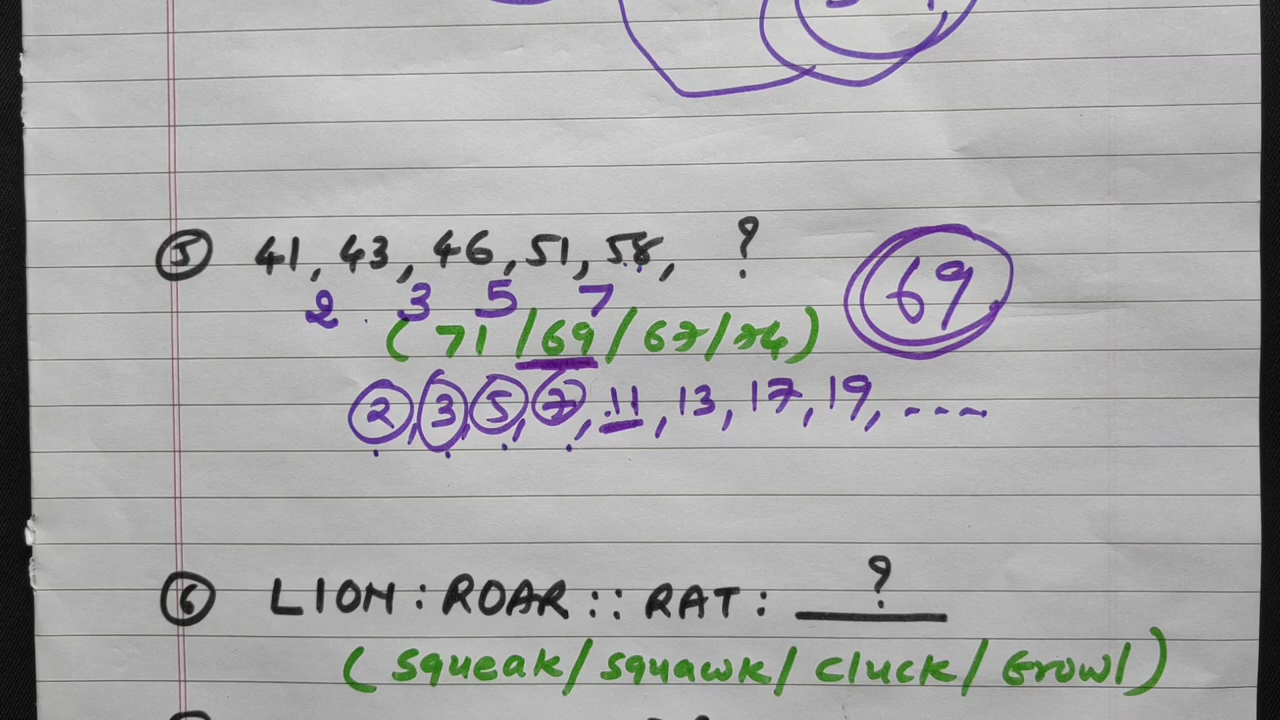 5 41, 43, 46, 51, 58, ?
2 3 5 7
(71/69/67/74)
69
2, 3, 5, 7, 11, 13, 17, 19, ----
6 LION : ROAR :: RAT : ?
(squeak/squawk/cluck/Growl)